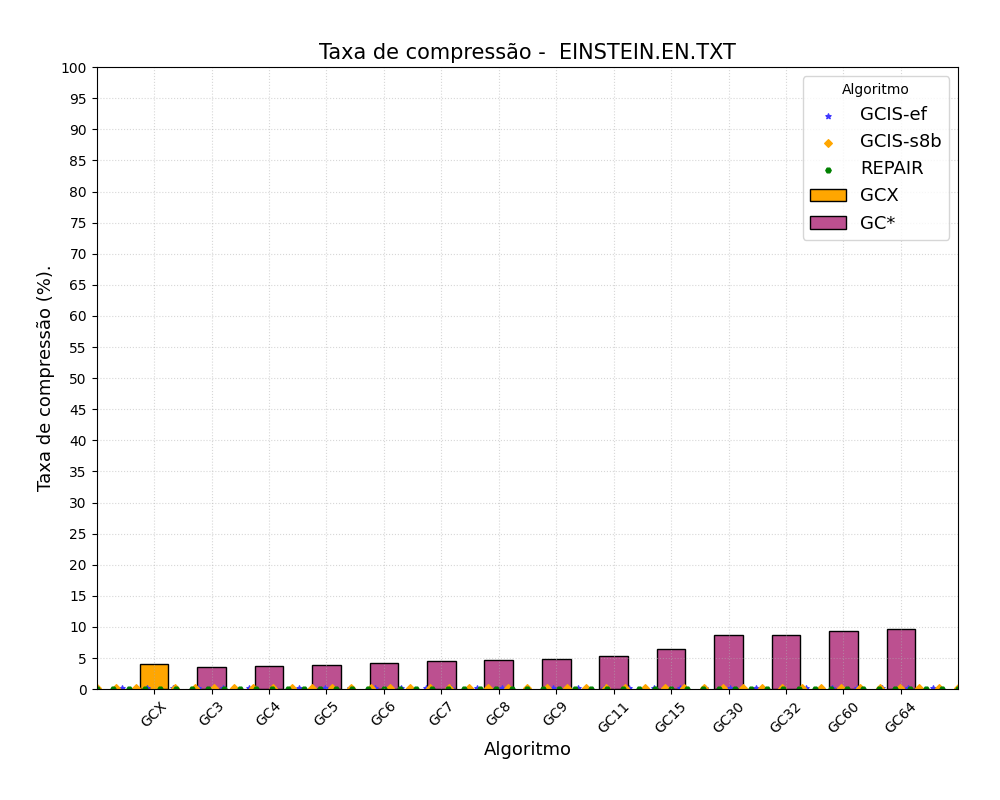 Taxa de compressão -  EINSTEIN.EN.TXT
Algoritmo
GCIS-ef
GCIS-s8b
REPAIR
GCX
GC*
Taxa de compressão (%).
100
95
90
85
80
75
70
65
60
55
50
45
40
35
30
25
20
15
10
5
0
GCX
GC3
GC4
GC5
GC6
GC7
GC8
GC9
GC11
GC15
GC30
GC32
GC60
GC64
Algoritmo